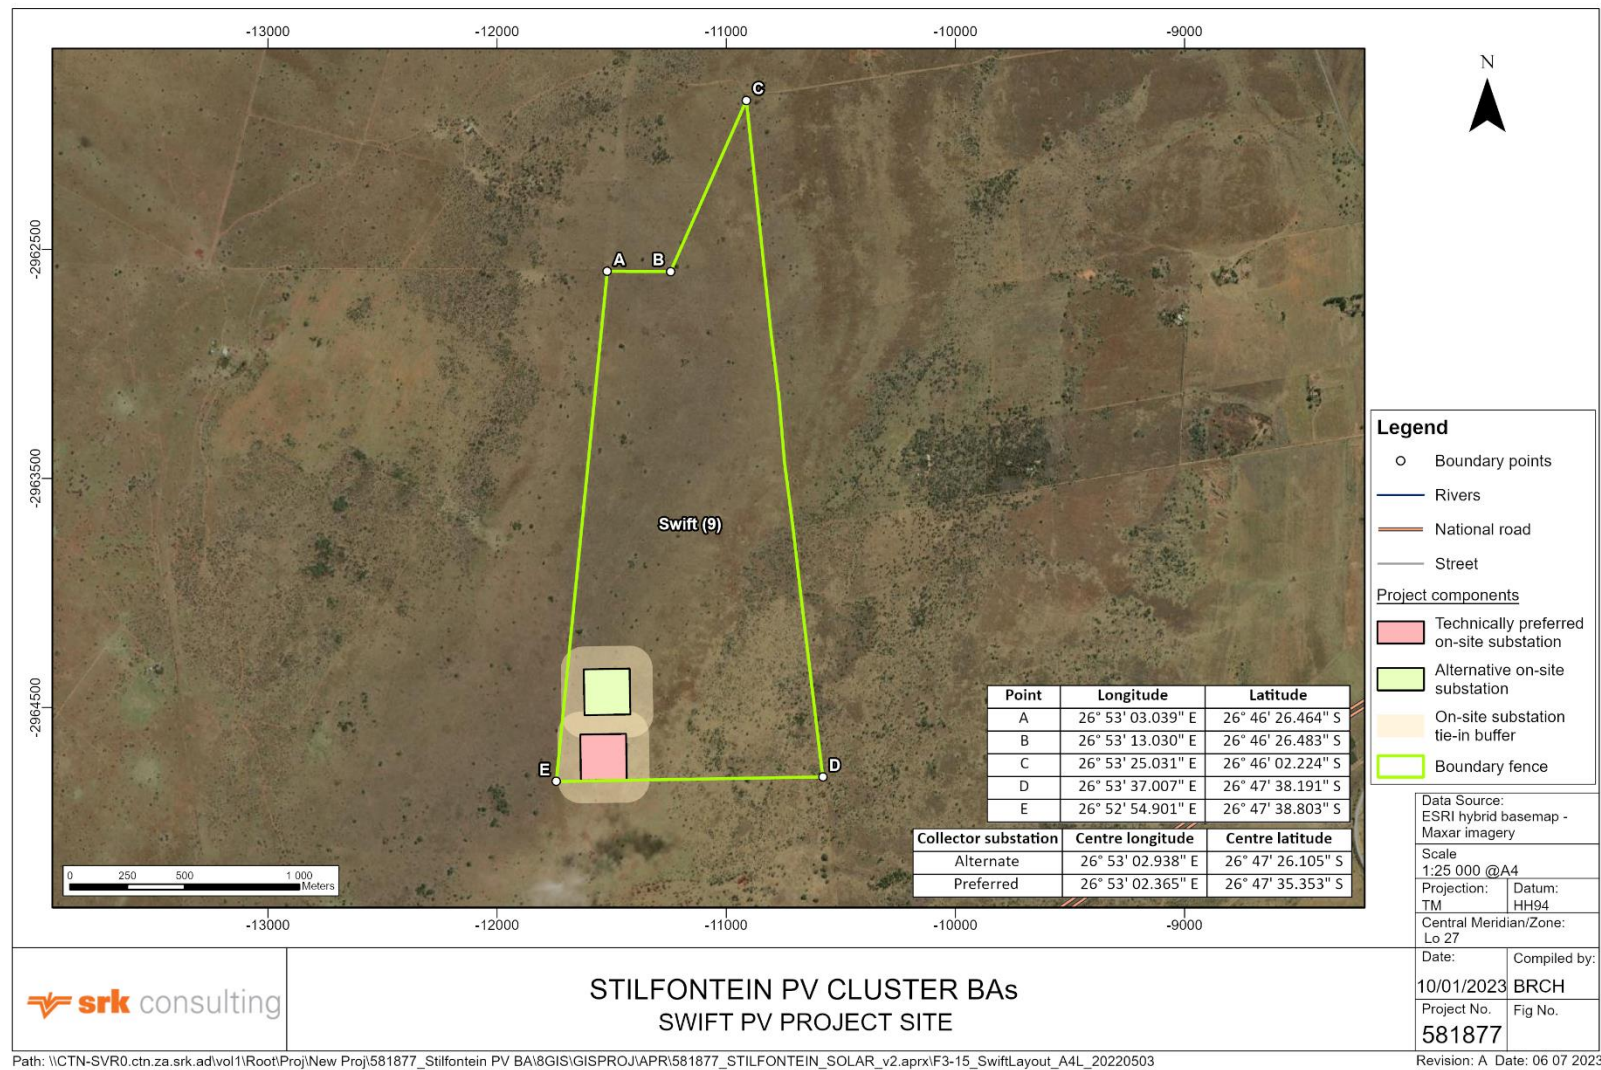 -13000 -12000 -11000 -10000 -9000
N
C
-2962500
A B
-2963500
Swift (9)
-2964500
E D
Legend
Boundary points
Rivers
National road
Street
Project components
Technically preferred
on-site substation
Alternative on-site
substation
On-site substation
tie-in buffer
Boundary fence
Point Longitude Latitude
A 26° 53' 03.039" E 26° 46' 26.464" S
B 26° 53' 13.030" E 26° 46' 26.483" S
C 26° 53' 25.031" E 26° 46' 02.224" S
D 26° 53' 37.007" E 26° 47' 38.191" S
E 26° 52' 54.901" E 26° 47' 38.803" S
Collector substation Centre longitude Centre latitude
Alternate 26° 53' 02.938" E 26° 47' 26.105" S
Preferred 26° 53' 02.365" E 26° 47' 35.353" S
0 250 500 1 000
Meters
-13000 -12000 -11000 -10000 -9000
Data Source:
ESRI hybrid basemap -
Maxar imagery
Scale
1:25 000 @A4
Projection: Datum:
TM HH94
Central Meridian/Zone:
Lo 27
Date: Compiled by:
10/01/2023 BRCH
Project No. Fig No.
581877
srk consulting
STILFONTEIN PV CLUSTER BAs
SWIFT PV PROJECT SITE
Path: \\CTN-SVR0.ctn.za.srk.ad\vol1\Root\Proj\New Proj\581877_Stilfontein PV BA\8GIS\GISPROJ\APR\581877_STILFONTEIN_SOLAR_v2.aprx\F3-15_SwiftLayout_A4L_20220503
Revision: A Date: 06 07 2023